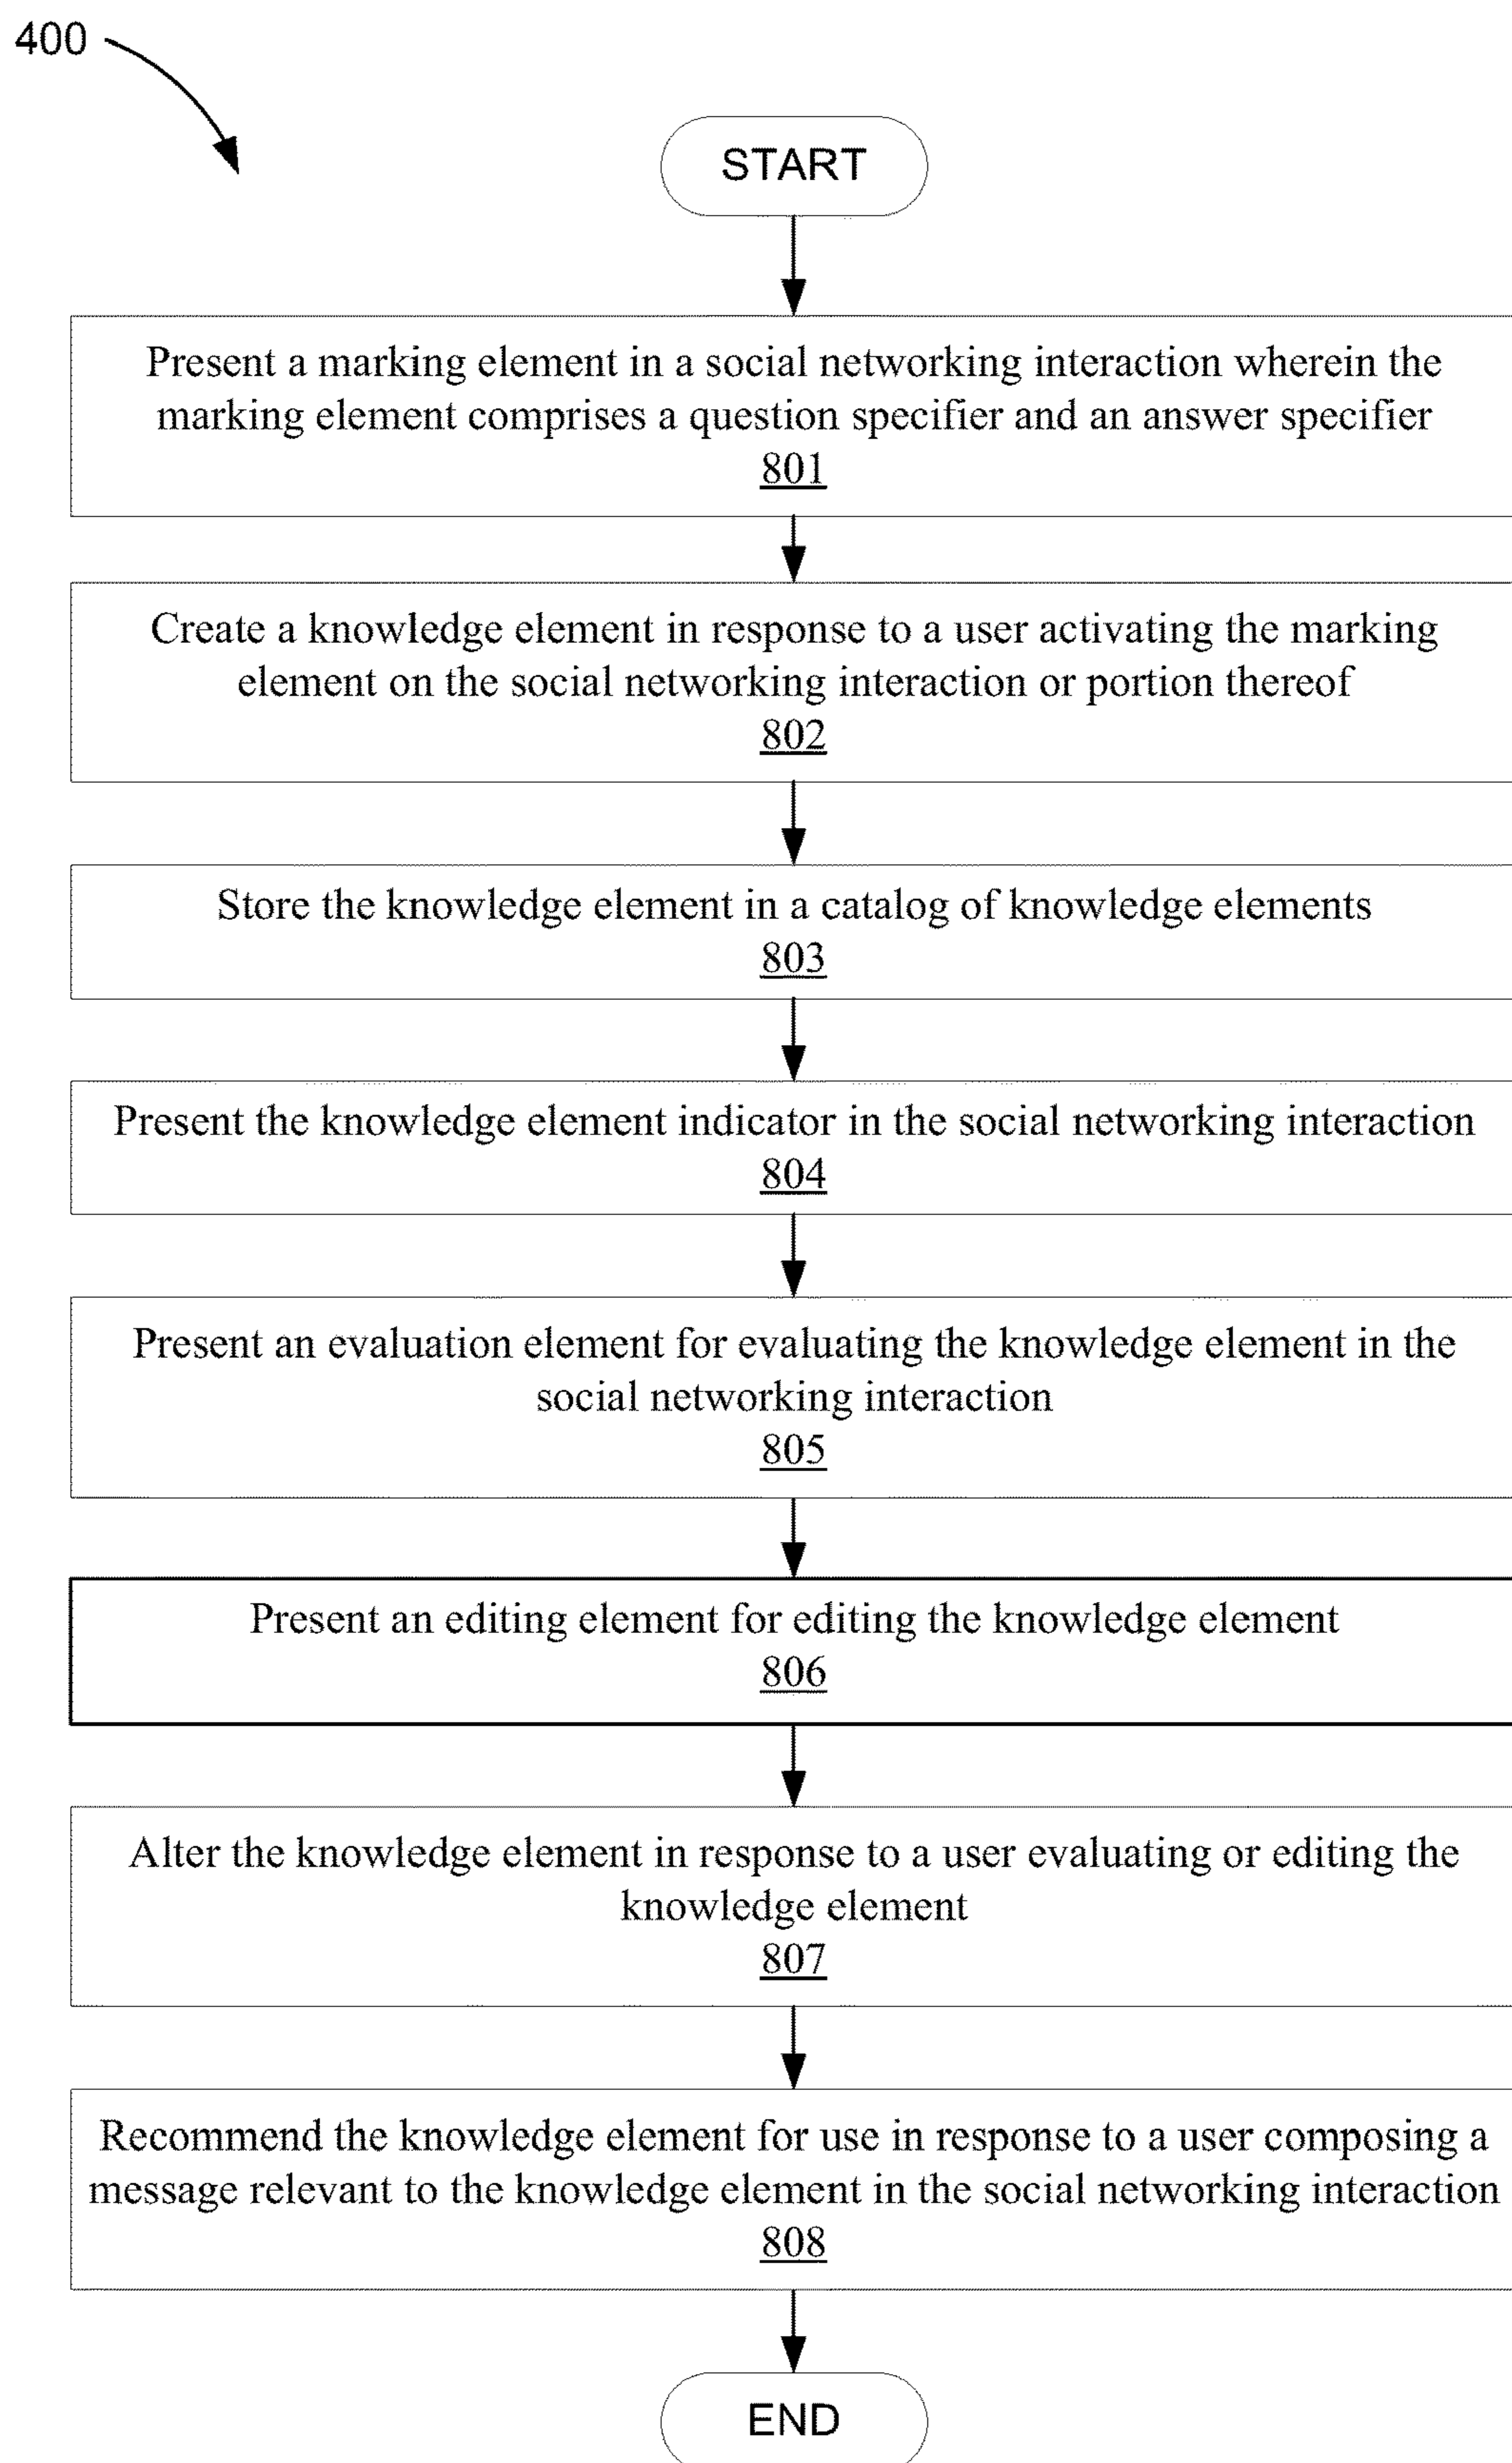 400
START
Present a marking element in a social networking interaction wherein the
marking element comprises a question specifier and an answer specifier
801
Create a knowledge element in response to a user activating the marking
element on the social networking interaction or portion thereof
802
Store the knowledge element in a catalog of knowledge elements
803
Present the knowledge element indicator in the social networking interaction
804
Present an evaluation element for evaluating the knowledge element in the
social networking interaction
805
Present an editing element for editing the knowledge element
806
Alter the knowledge element in response to a user evaluating or editing the
knowledge element
807
Recommend the knowledge element for use in response to a user composing a
message relevant to the knowledge element in the social networking interaction
808
END